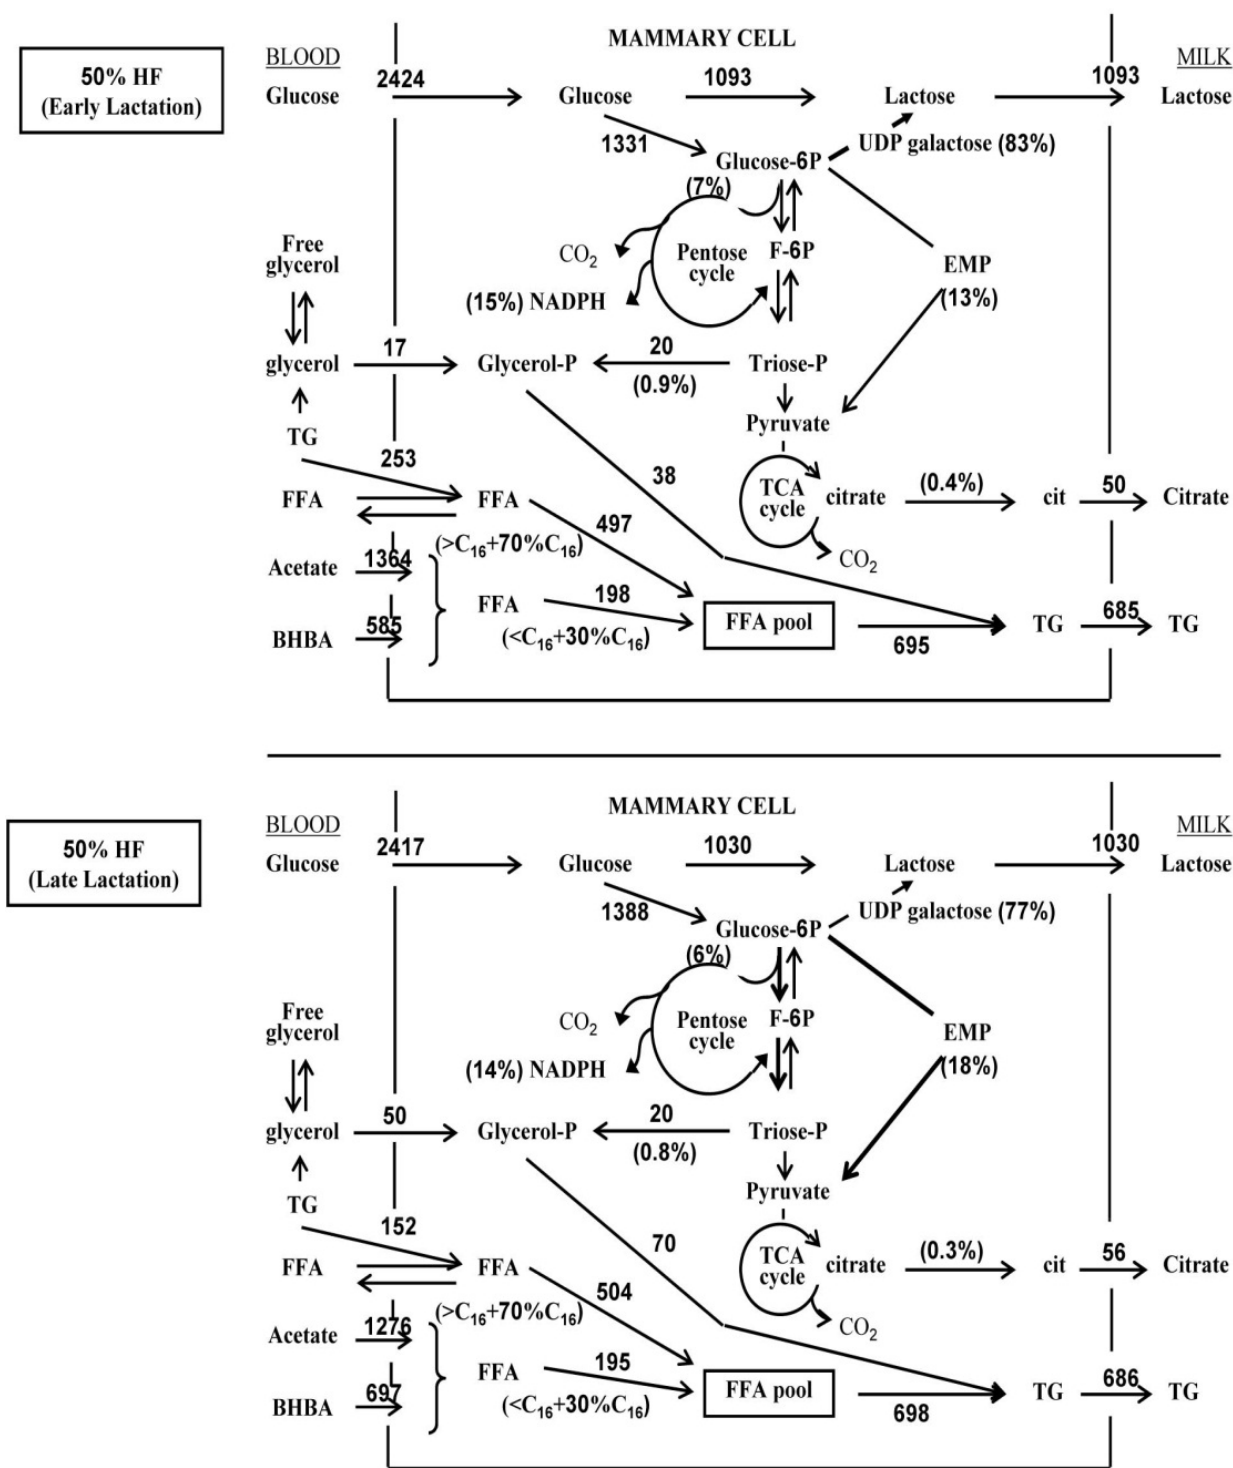 MAMMARY CELL
BLOOD
MILK
50% HF
(Early Lactation)
Glucose
2424
Glucose
1093
Lactose
1093
Lactose
1331
Glucose-6P
UDP galactose (83%)
(7%)
CO2
Pentose
cycle
F-6P
EMP
(13%)
(15%) NADPH
Free
glycerol
glycerol
17
Glycerol-P
20
(0.9%)
Triose-P
TG
Pyruvate
253
38
FFA
FFA
497
TCA
cycle
citrate
(0.4%)
cit
50
Citrate
(>C16+70%C16)
CO2
Acetate
1364
FFA
198
(<C16+30%C16)
BHBA
585
FFA pool
695
TG
685
TG
MAMMARY CELL
BLOOD
MILK
50% HF
(Late Lactation)
Glucose
2417
Glucose
1030
Lactose
1030
Lactose
1388
Glucose-6P
UDP galactose (77%)
(6%)
CO2
Pentose
cycle
F-6P
EMP
(18%)
(14%) NADPH
Free
glycerol
glycerol
50
Glycerol-P
20
(0.8%)
Triose-P
TG
Pyruvate
152
70
FFA
FFA
504
TCA
cycle
citrate
(0.3%)
cit
56
Citrate
(>C16+70%C16)
CO2
Acetate
1276
FFA
195
(<C16+30%C16)
BHBA
697
FFA pool
698
TG
686
TG